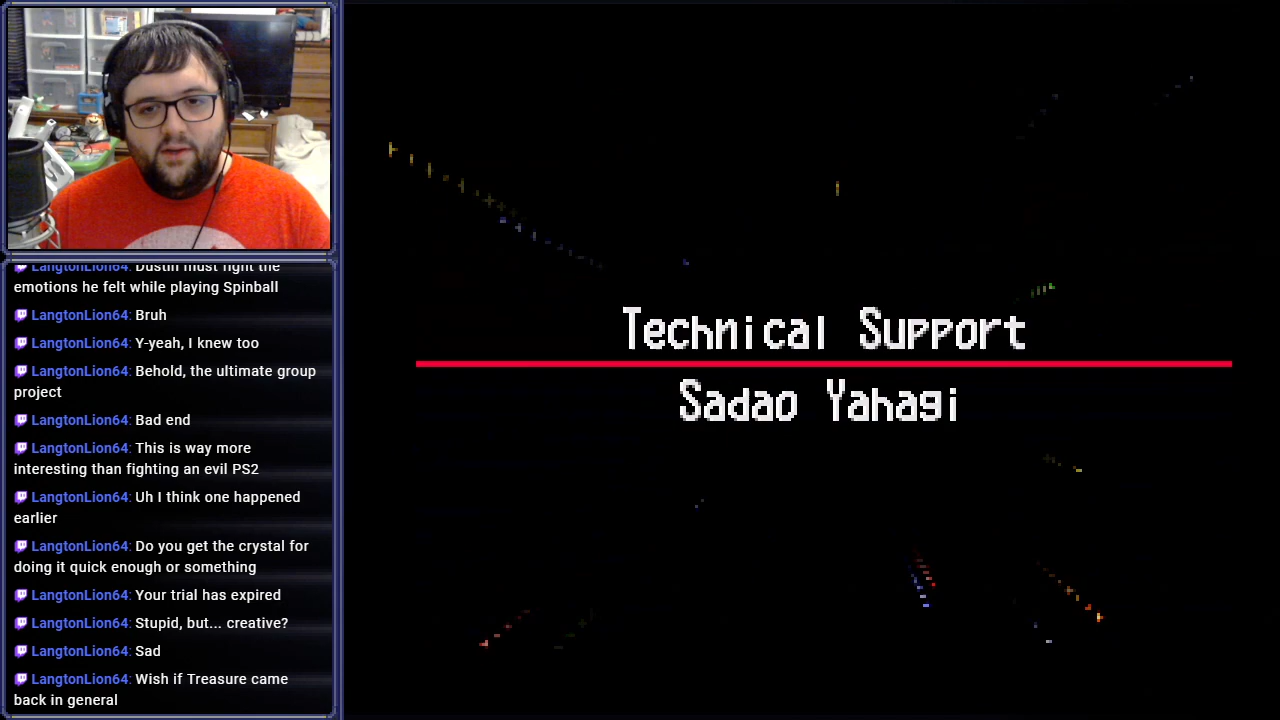 LangtonLion64: Dustin must fight the
emotions he felt while playing Spinball
LangtonLion64: Bruh
LangtonLion64: Y-yeah, I knew too
LangtonLion64: Behold, the ultimate group
project
LangtonLion64: Bad end
LangtonLion64: This is way more
interesting than fighting an evil PS2
LangtonLion64: Uh I think one happened
earlier
LangtonLion64: Do you get the crystal for
doing it quick enough or something
LangtonLion64: Your trial has expired
LangtonLion64: Stupid, but... creative?
LangtonLion64: Sad
LangtonLion64: Wish if Treasure came
back in general
Technical Support
Sadao Yahagi